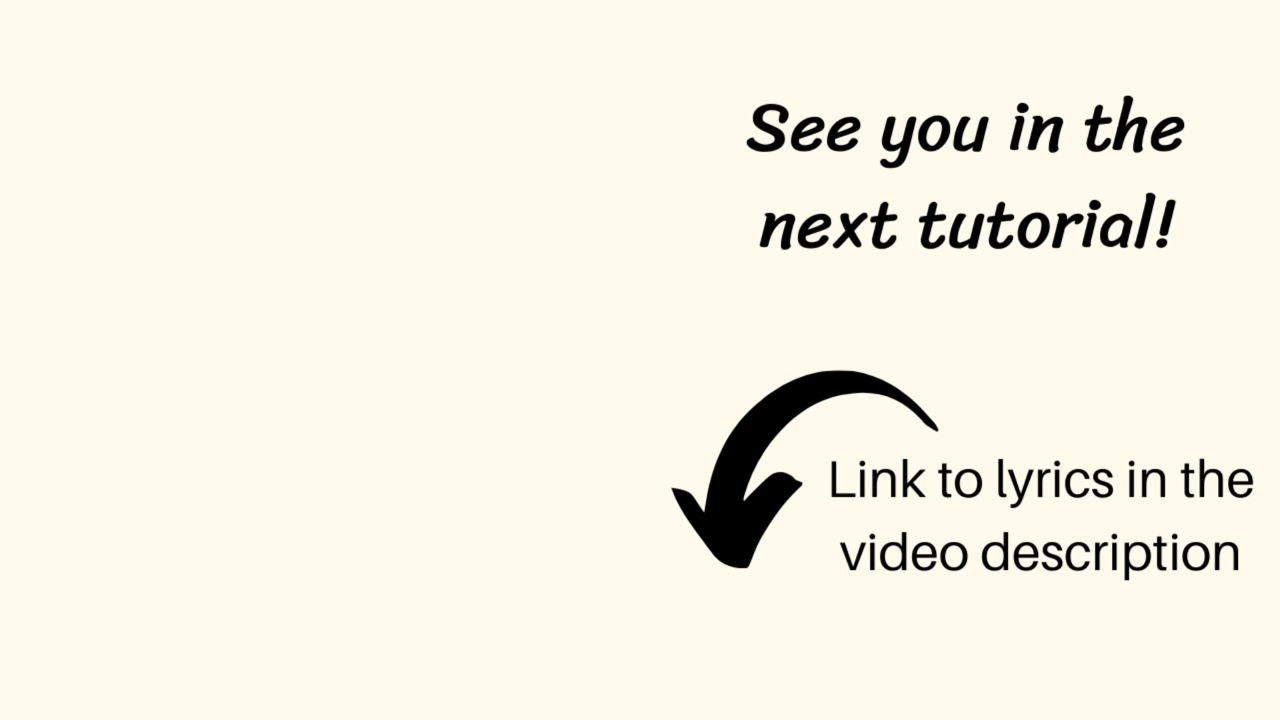 See you in the
next tutorial!
Link to lyrics in the
video description